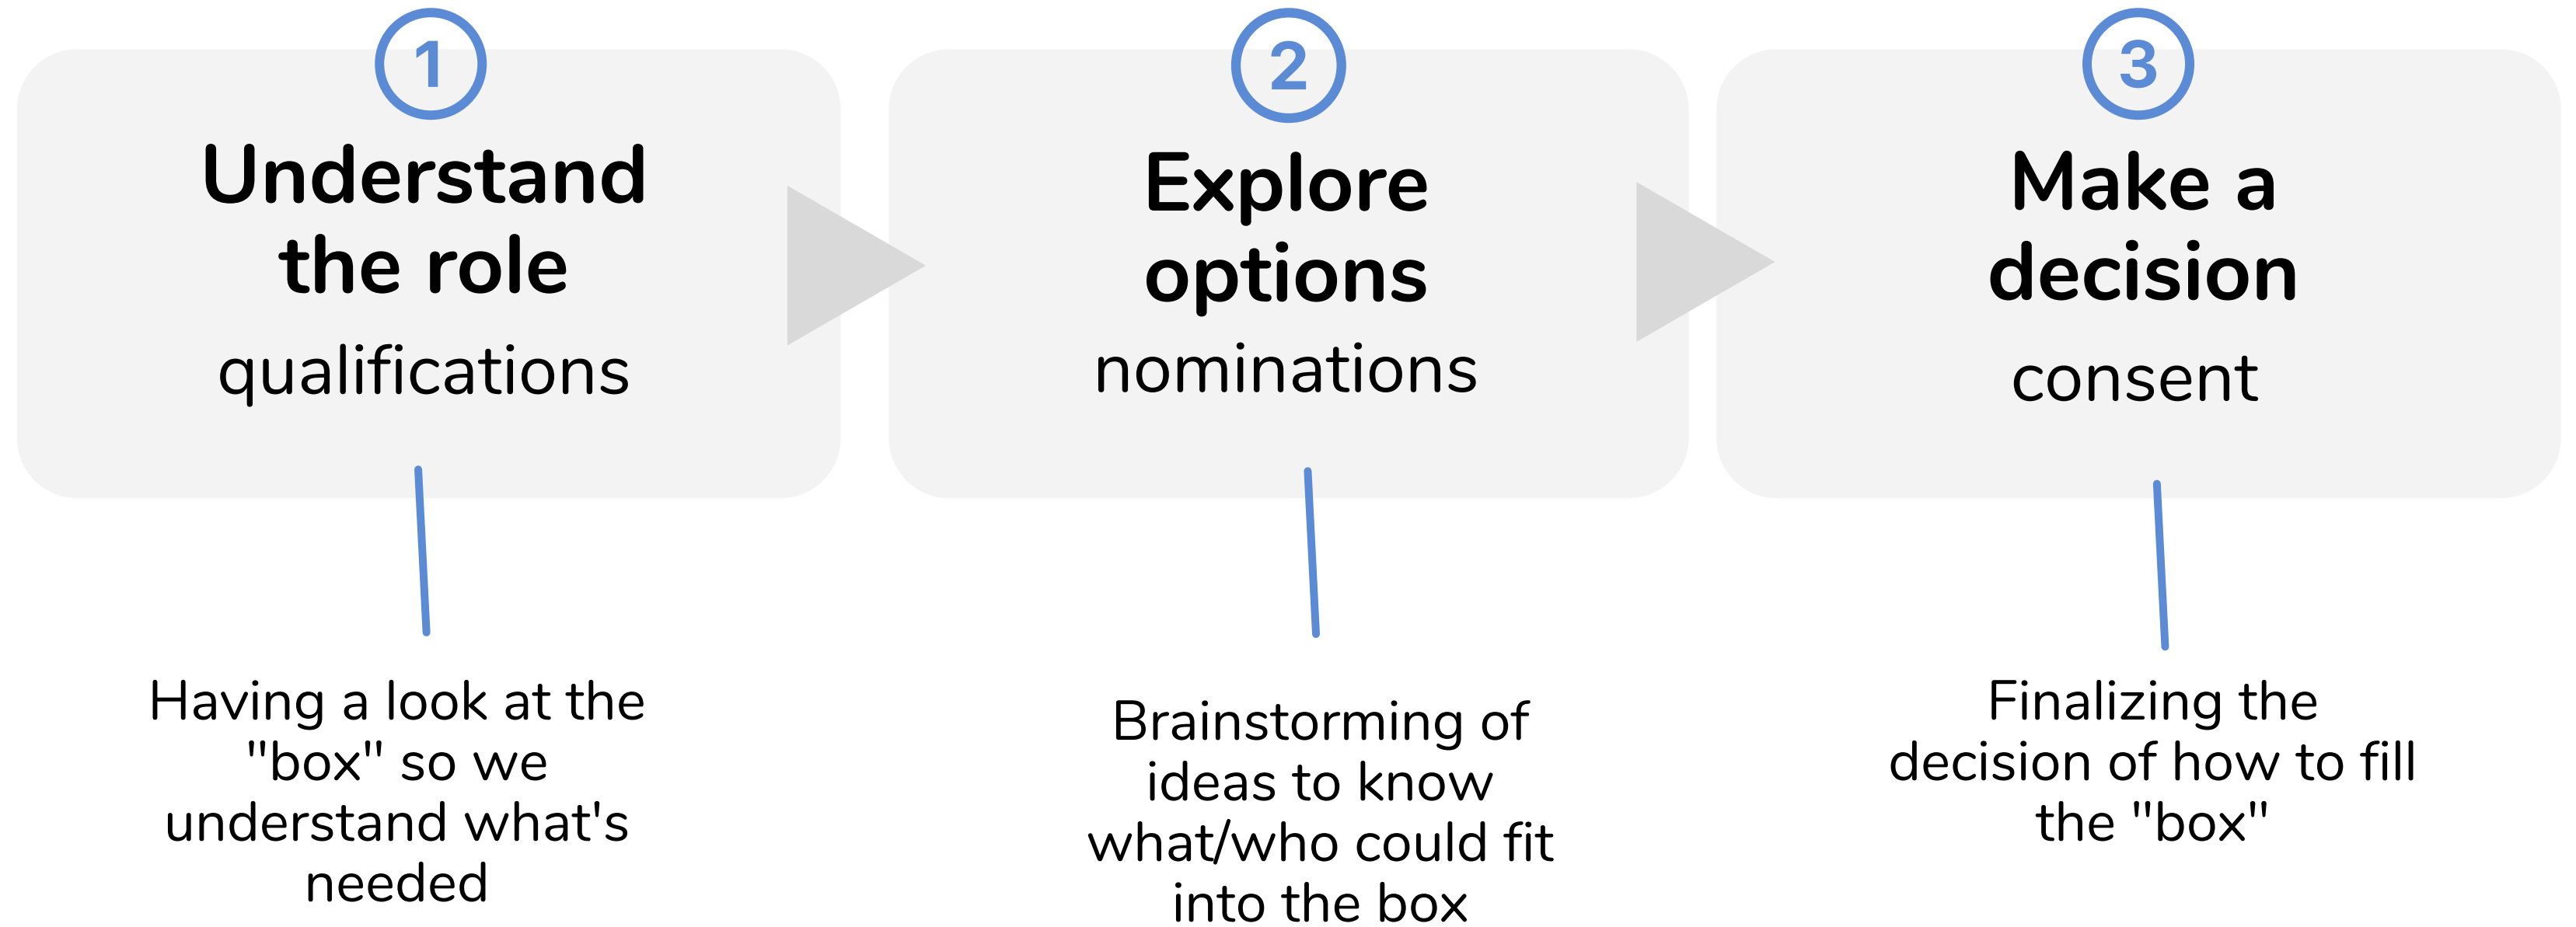 1
Understand
the role
qualifications
Having a look at the
"box" so we
understand what's
needed
2
Explore
options
nominations
Brainstorming of
ideas to know
what/who could fit
into the box
3
Make a
decision
consent
Finalizing the
decision of how to fill
the "box"